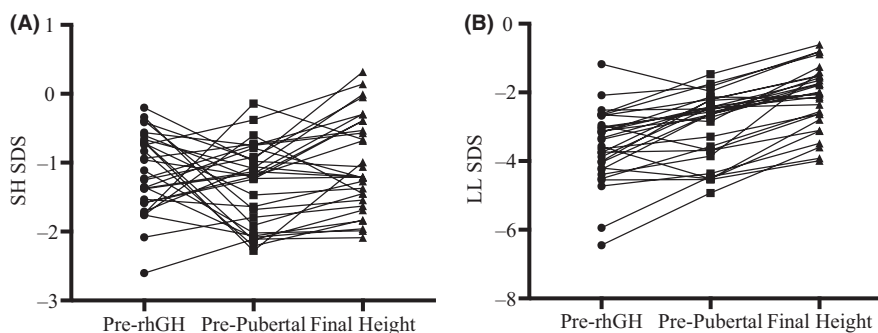 (A)
1
0
−1
−2
−3
SH SDS
Pre-rhGH Pre-Pubertal Final Height
(B)
0
−2
−4
−6
−8
LL SDS
Pre-rhGH Pre-Pubertal Final Height